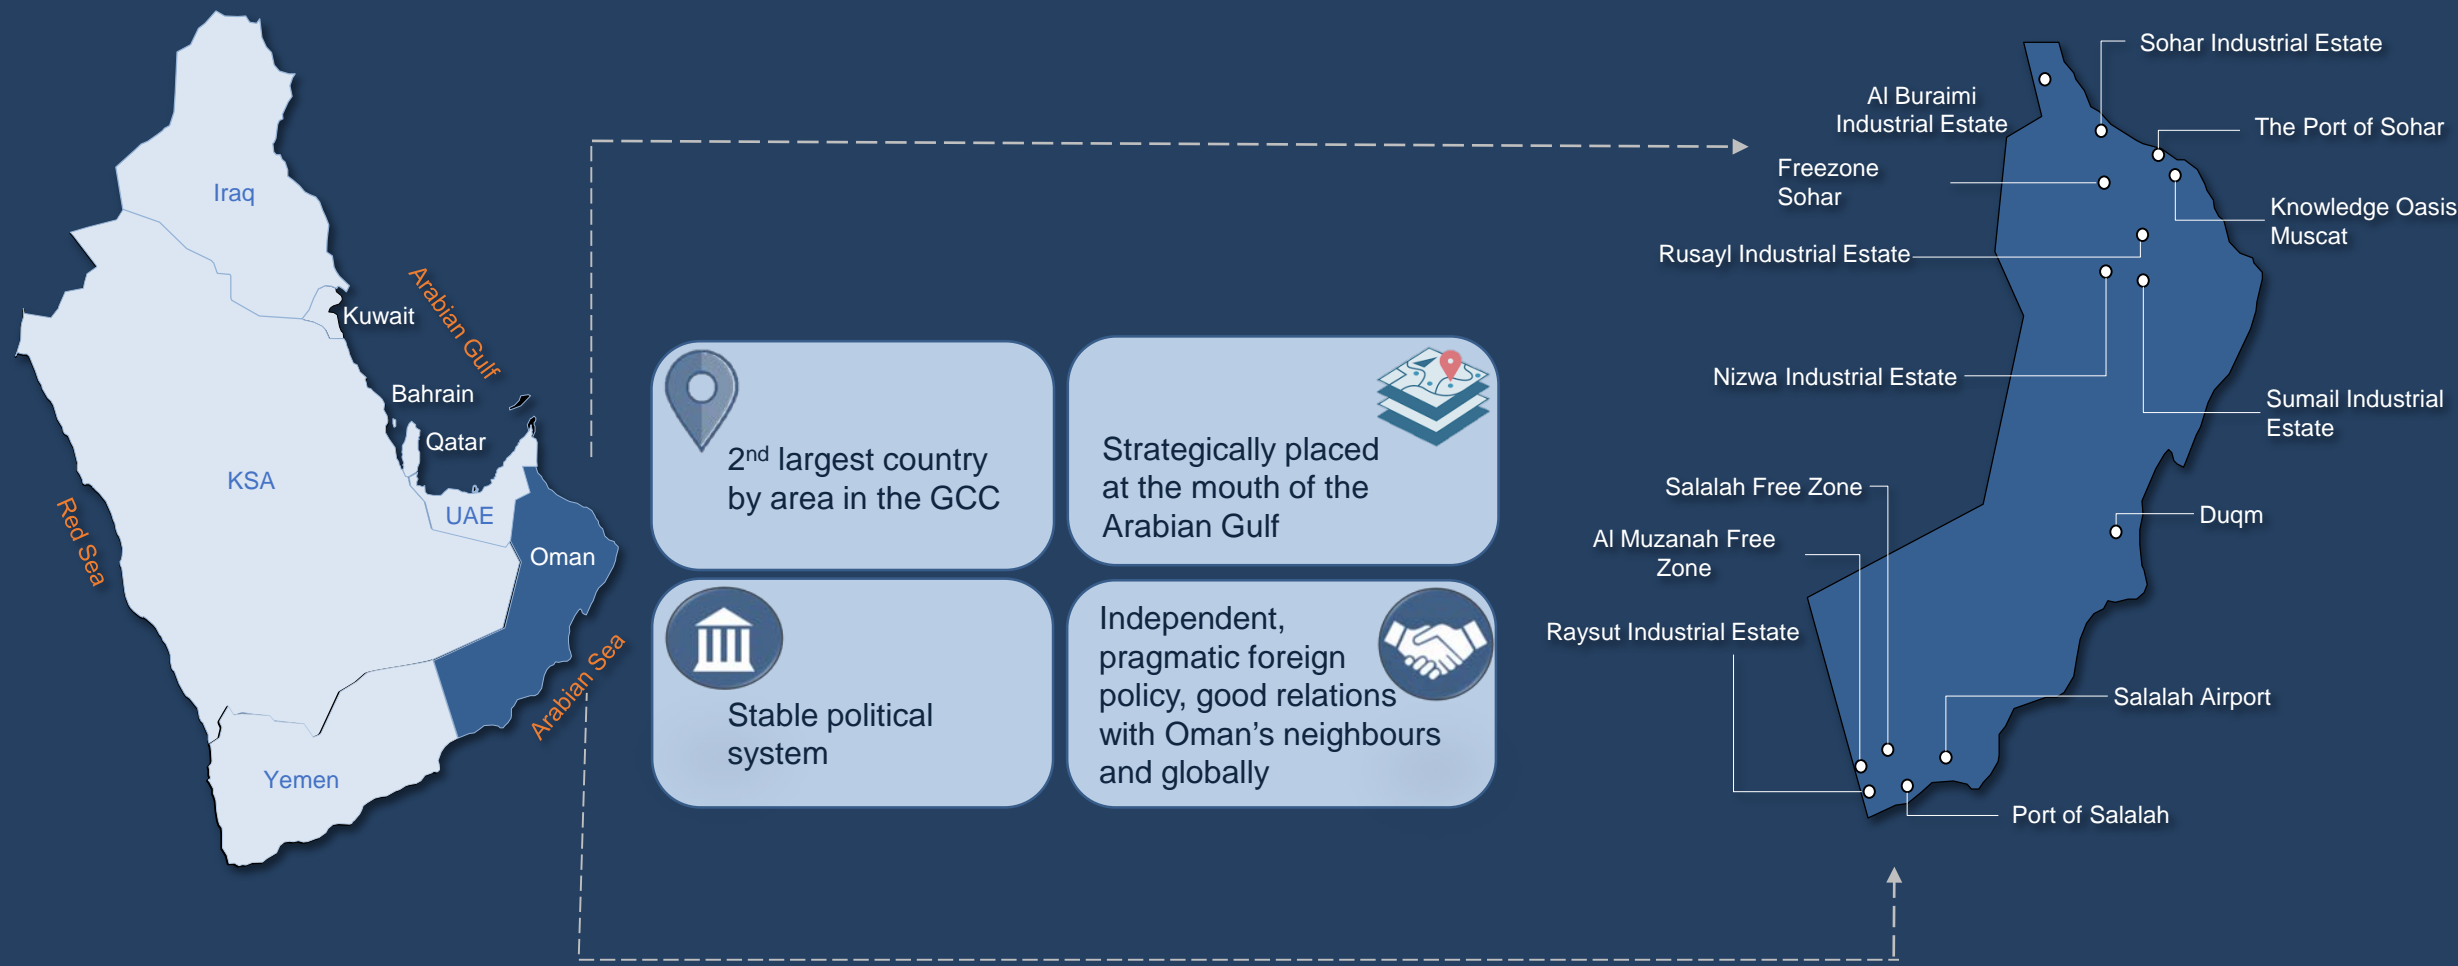 Iraq
Kuwait
Arabian Gulf
Bahrain
Qatar
KSA
UAE
Oman
Red Sea
Arabian Sea
Yemen
2nd largest country
by area in the GCC
Strategically placed
at the mouth of the
Arabian Gulf
Stable political
system
Independent,
pragmatic foreign
policy, good relations
with Oman’s neighbours
and globally
Sohar Industrial Estate
Al Buraimi
Industrial Estate
The Port of Sohar
Freezone
Sohar
Knowledge Oasis
Muscat
Rusayl Industrial Estate
Nizwa Industrial Estate
Sumail Industrial
Estate
Salalah Free Zone
Duqm
Al Muzanah Free
Zone
Raysut Industrial Estate
Salalah Airport
Port of Salalah